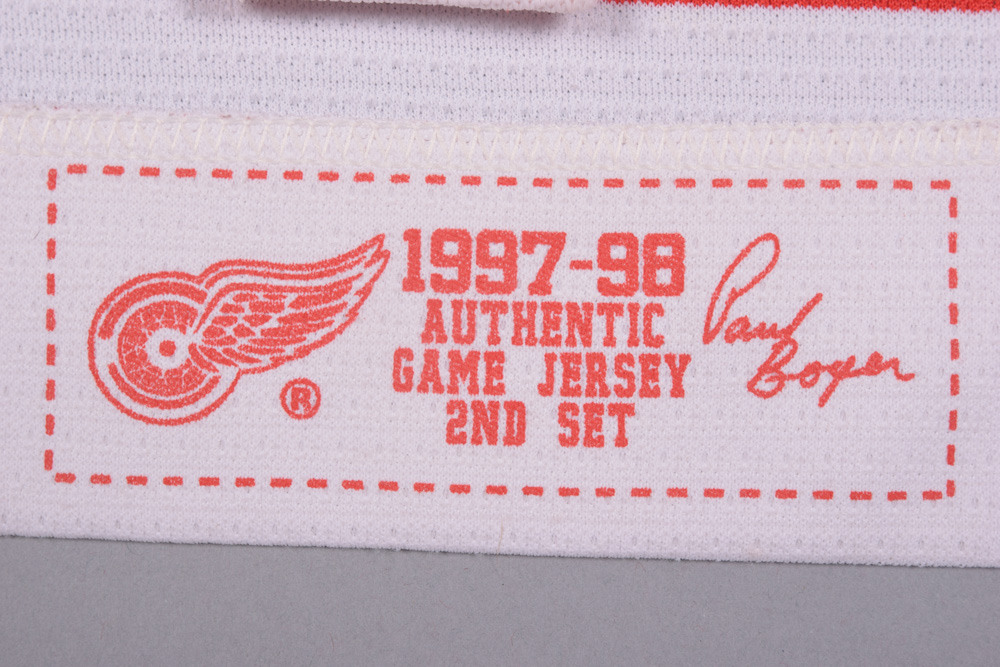 1997-98
AUTHENTIC
GAME JERSEY
2ND SET
®
Paul
Boyer